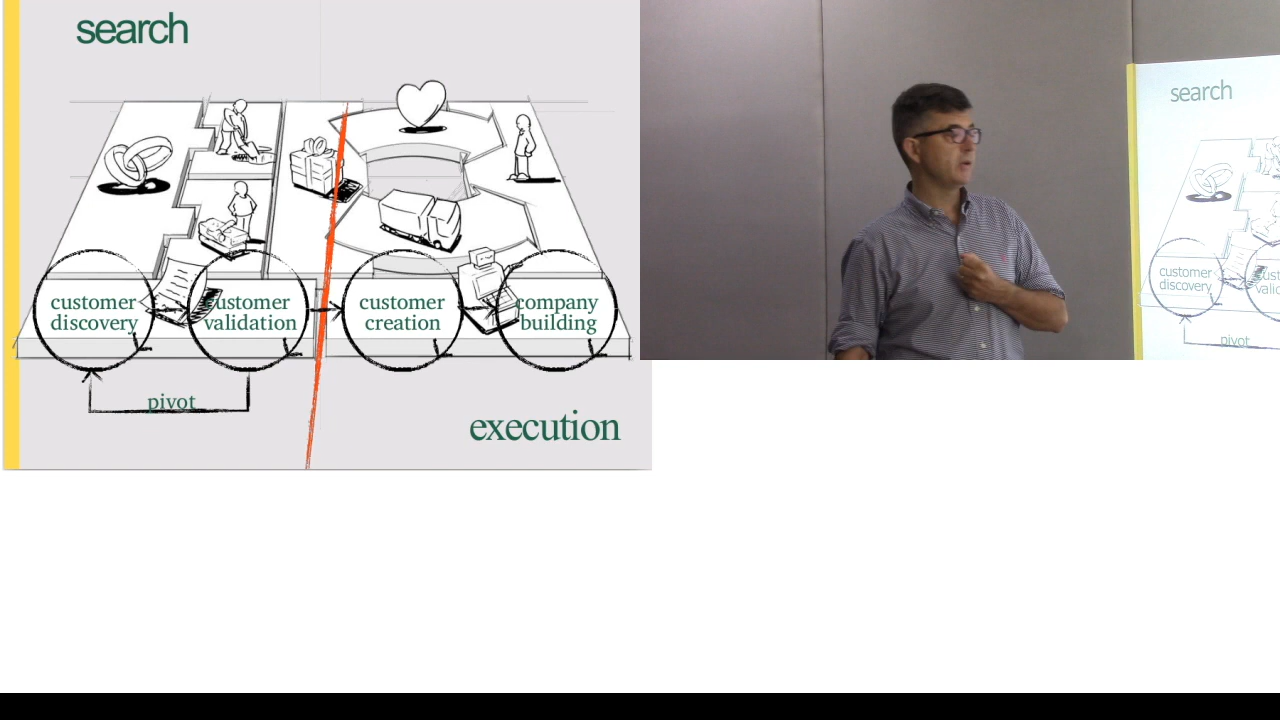 search
customer
discovery
customer
validation
customer
creation
company
building
pivot
execution
search
customer
discovery
pivot